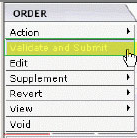 ORDER
Action
Validate and Submit
Edit
Supplement
Revert
View
Void